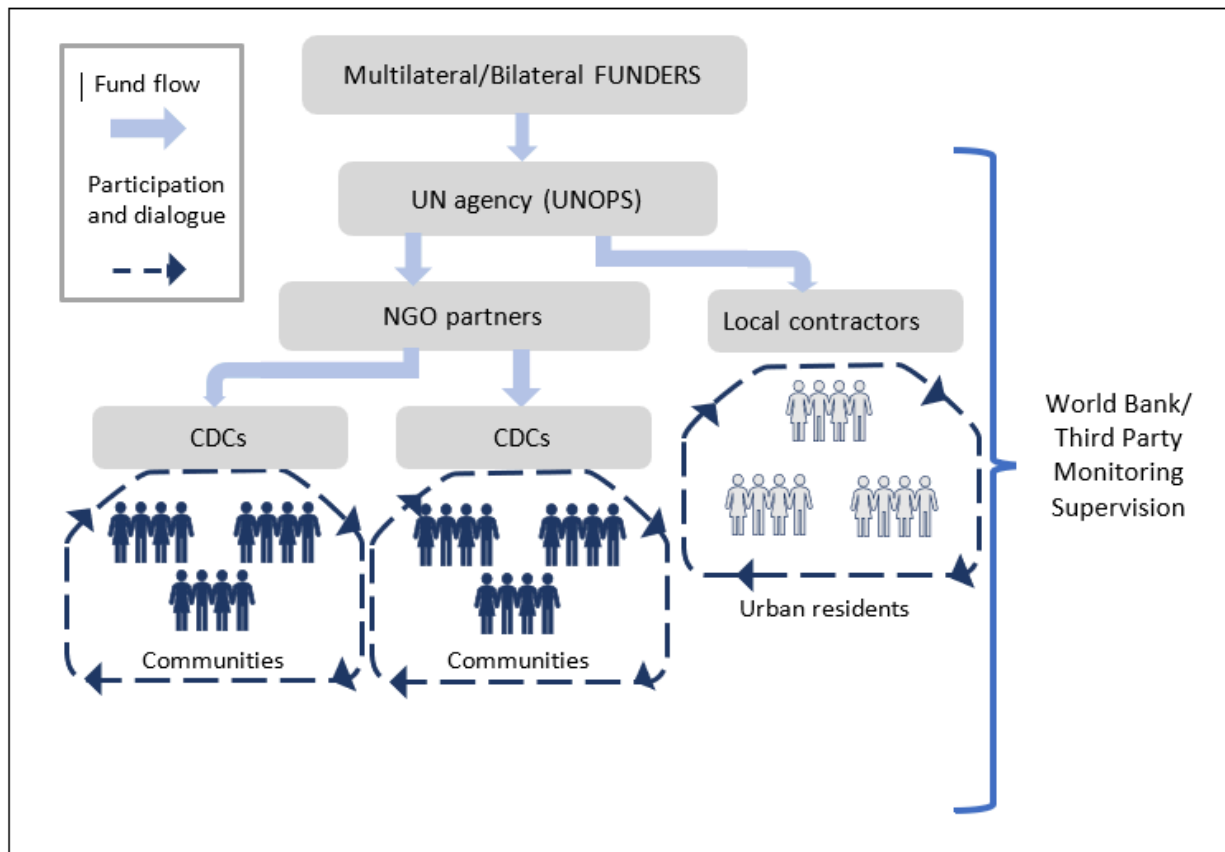 Fund flow
Participation
and dialogue
Multilateral/Bilateral FUNDERS
UN agency (UNOPS)
NGO partners
Local contractors
CDCs
CDCs
Communities
Communities
Urban residents
World Bank/
Third Party
Monitoring
Supervision